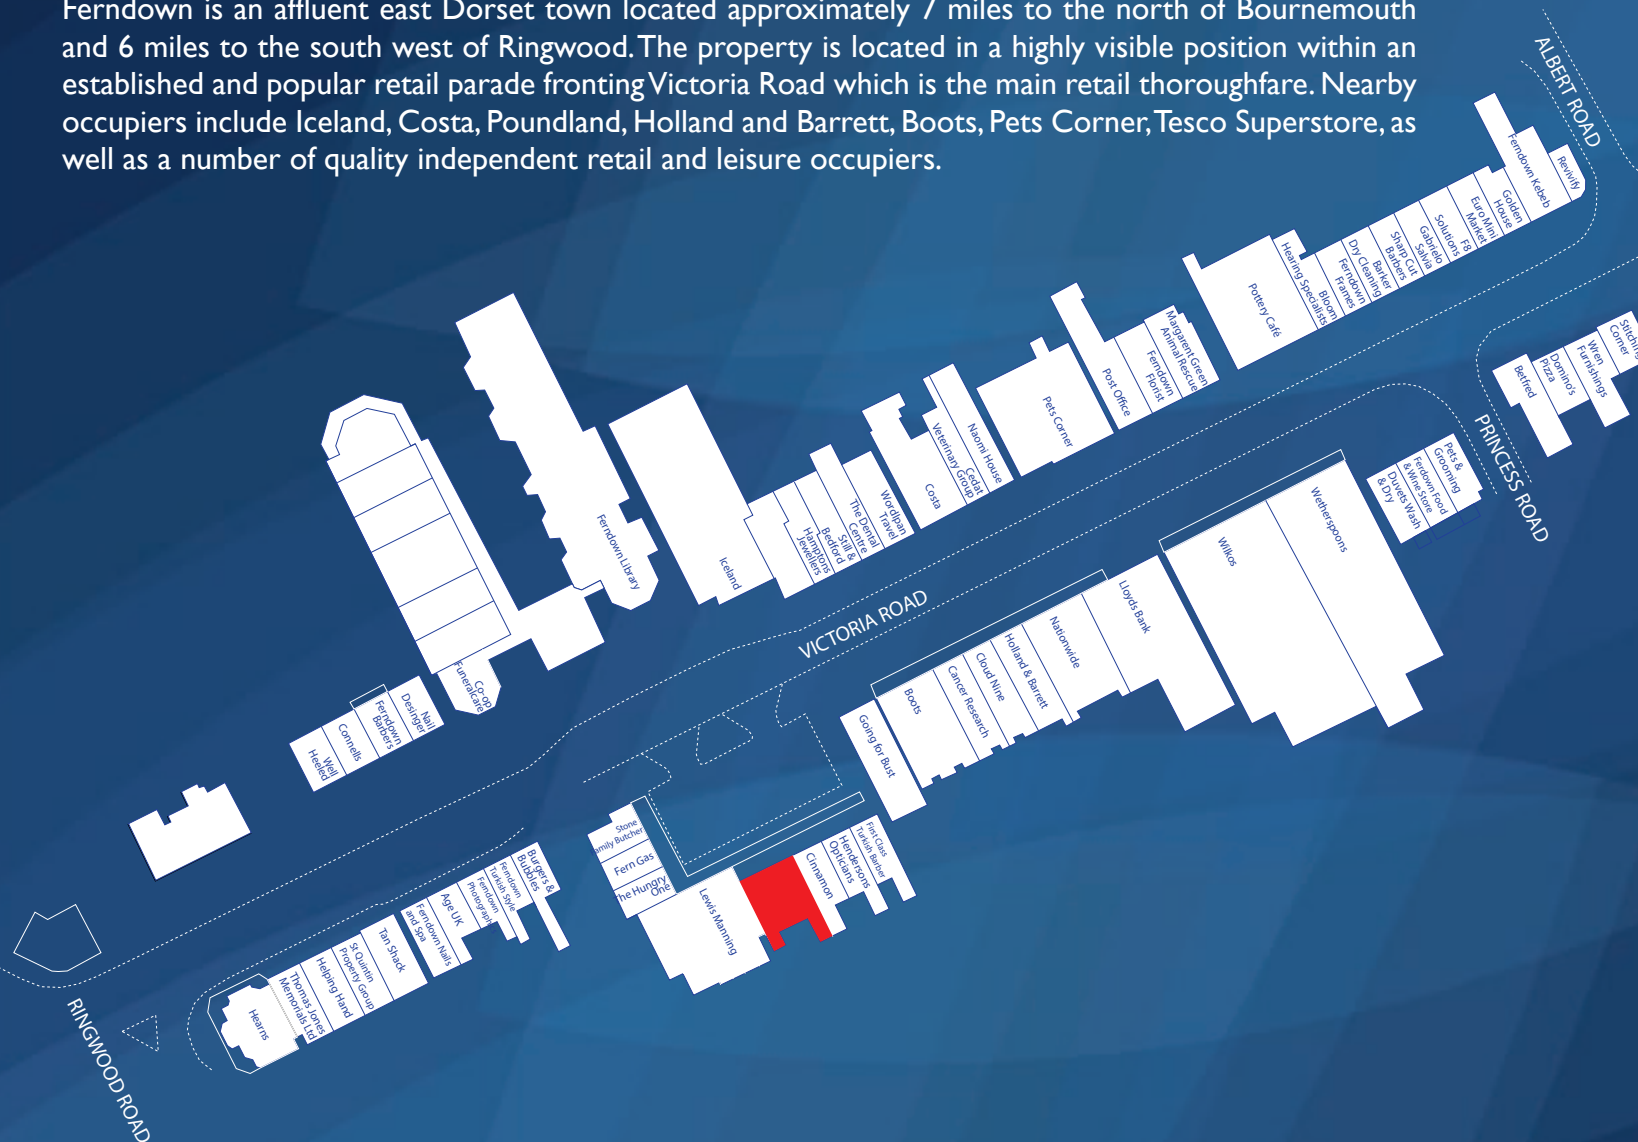 Ferndown is an affluent east Dorset town located approximately 7 miles to the north of Bournemouth
and 6 miles to the south west of Ringwood. The property is located in a highly visible position within an
established and popular retail parade fronting Victoria Road which is the main retail thoroughfare. Nearby
occupiers include Iceland, Costa, Poundland, Holland and Barrett, Boots, Pets Corner, Tesco Superstore, as
well as a number of quality independent retail and leisure occupiers.
ALBERT ROAD
Revivify
Ferndown Kebeb
Golden
House
Euro Mini
Market
F8
Solutions
Gabrielo
Salvia
Sharp Cut
Barbers
Barker
Dry Cleaning
Ferndown
Frames
Bloom
Hearing Specialists
Pottery Café
Margarent Green
Animal Rescue
Ferndown
Florist
Post Office
Pets Corner
Naomi House
Cedat
Veterinary Group
Costa
Wordlpan
Travel
The Dental
Centre
Still &
Bedford
Hamptons
Jewellers
Iceland
Ferndown Library
Co-op
Funeralcare
Nail
Desinger
Ferndown
Barbers
Connells
Well
Heeled
VICTORIA ROAD
PRINCESS ROAD
Stitching
Corner
Wren
Furnishings
Domino's
Pizza
Betfred
Pets &
Grooming
Ferdown Food
& Wine Store
Duvets Wash
& Dry
Wetherspoons
Wilkos
Lloyds Bank
Nationwide
Holland & Barrett
Cloud Nine
Cancer Research
Boots
Going for Bust
First Class
Turkish Barber
Hendersons
Opticians
Cinnamon
Lewis Manning
Stone
amily Butcher
Fern Gas
The Hungry
One
Burgers &
Bubbles
Ferndown
Turkish Style
Ferndown
Photography
Age UK
Ferndown Nails
and Spa
Tan Shack
St Quintin
Property Group
Helping Hand
Thomas Jones
Memorials Ltd
Hearns
RINGWOOD ROAD